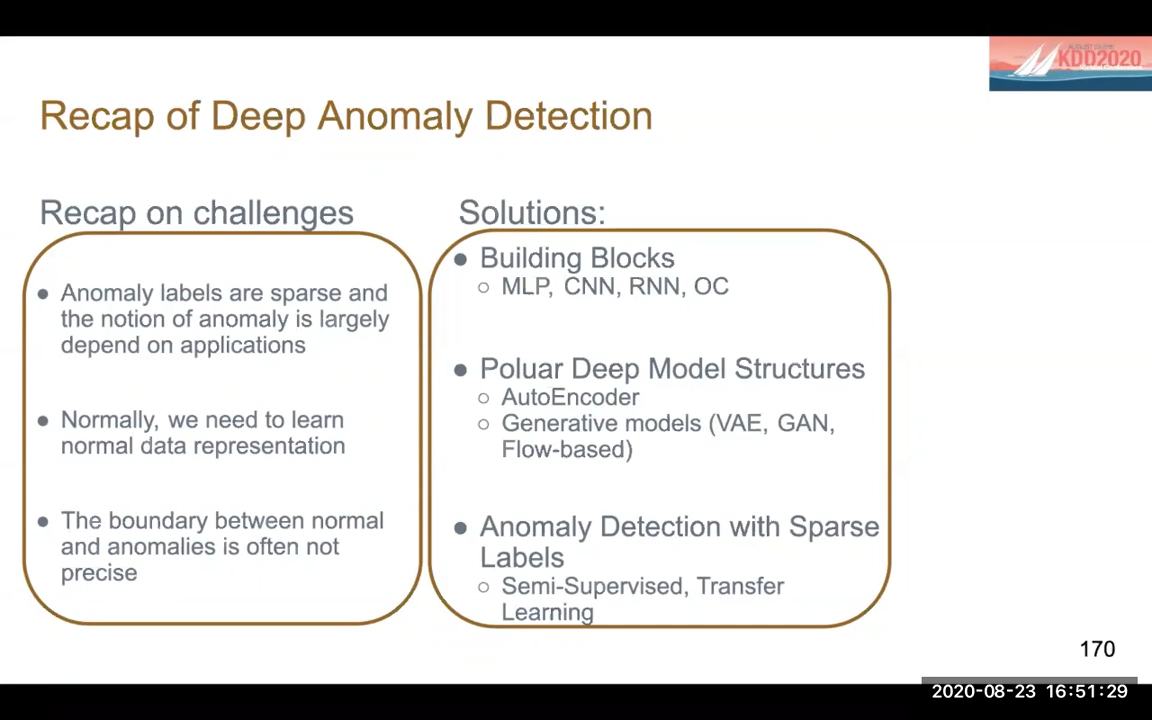 KDD2020
Recap of Deep Anomaly Detection
Recap on challenges
● Anomaly labels are sparse and
the notion of anomaly is largely
depend on applications
● Normally, we need to learn
normal data representation
● The boundary between normal
and anomalies is often not
precise
Solutions:
● Building Blocks
○ MLP, CNN, RNN, OC
● Poluar Deep Model Structures
○ AutoEncoder
○ Generative models (VAE, GAN,
Flow-based)
● Anomaly Detection with Sparse
Labels
○ Semi-Supervised, Transfer
Learning
170
2020-08-23 16:51:29